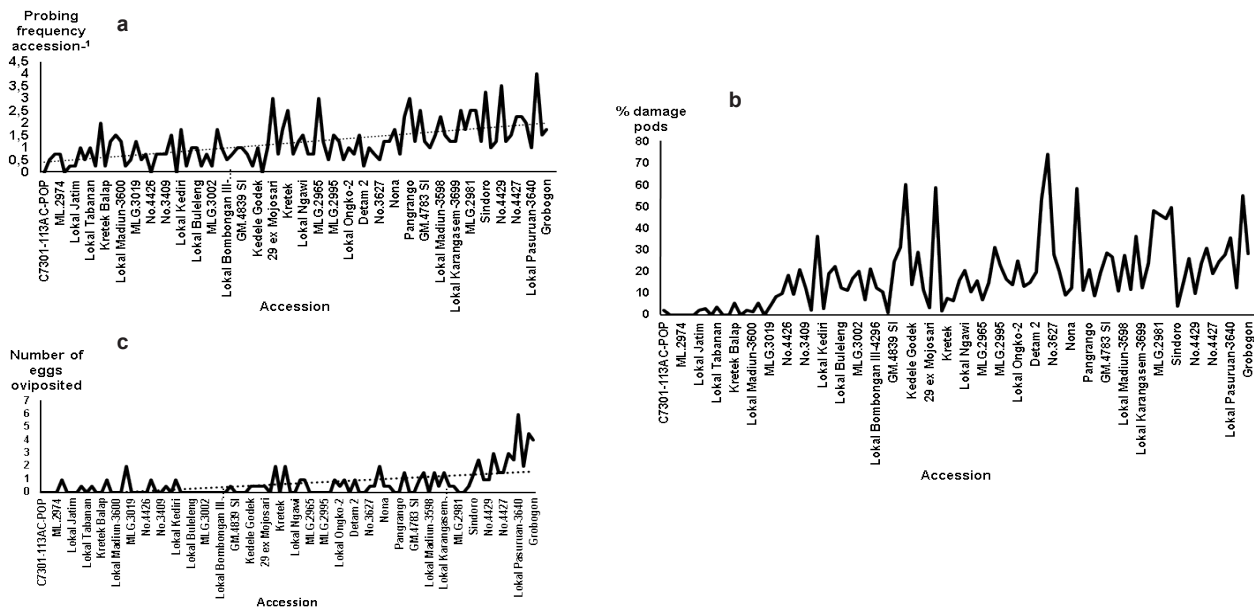 Probing
frequency
accession-¹
a
4,5
4
3,5
3
2,5
2
1,5
1
0,5
0
C7301-113AC-POP
ML.2974
Lokal Jatim
Lokal Tabanan
Kretek Balap
Lokal Madiun-3600
MLG.3019
No.4426
No.3409
Lokal Kediri
Lokal Buleleng
MLG.3002
Lokal Bombongan III-..
GM.4839 SI
Kedele Godek
29 ex Mojosari
Kretek
Lokal Ngawi
MLG.2965
MLG.2995
Lokal Ongko-2
Detam 2
No.3627
Nona
Pangrango
GM.4783 SI
Lokal Madiun-3598
Lokal Karangasem-3699
MLG.2981
Sindoro
No.4429
No.4427
Lokal Pasuruan-3640
Grobogon
Accession
b
% damage
pods
80
70
60
50
40
30
20
10
0
C7301-113AC-POP
ML.2974
Lokal Jatim
Lokal Tabanan
Kretek Balap
Lokal Madiun-3600
MLG.3019
No.4426
No.3409
Lokal Kediri
Lokal Buleleng
MLG.3002
Lokal Bombongan III-4296
GM.4839 SI
Kedele Godek
29 ex Mojosari
Kretek
Lokal Ngawi
MLG.2965
MLG.2995
Lokal Ongko-2
Detam 2
No.3627
Nona
Pangrango
GM.4783 SI
Lokal Madiun-3598
Lokal Karangasem-3699
MLG.2981
Sindoro
No.4429
No.4427
Lokal Pasuruan-3640
Grobogon
Accession
c
Number of
eggs
oviposited
7
6
5
4
3
2
1
0
C7301-113AC-POP
ML.2974
Lokal Jatim
Lokal Tabanan
Kretek Balap
Lokal Madiun-3600
MLG.3019
No.4426
No.3409
Lokal Kediri
Lokal Buleleng
MLG.3002
Lokal Bombongan III-..
GM.4839 SI
Kedele Godek
29 ex Mojosari
Kretek
Lokal Ngawi
MLG.2965
MLG.2995
Lokal Ongko-2
Detam 2
No.3627
Nona
Pangrango
GM.4783 SI
Lokal Madiun-3598
Lokal Karangasem-..
MLG.2981
Sindoro
No.4429
No.4427
Lokal Pasuruan-3640
Grobogon
Accession